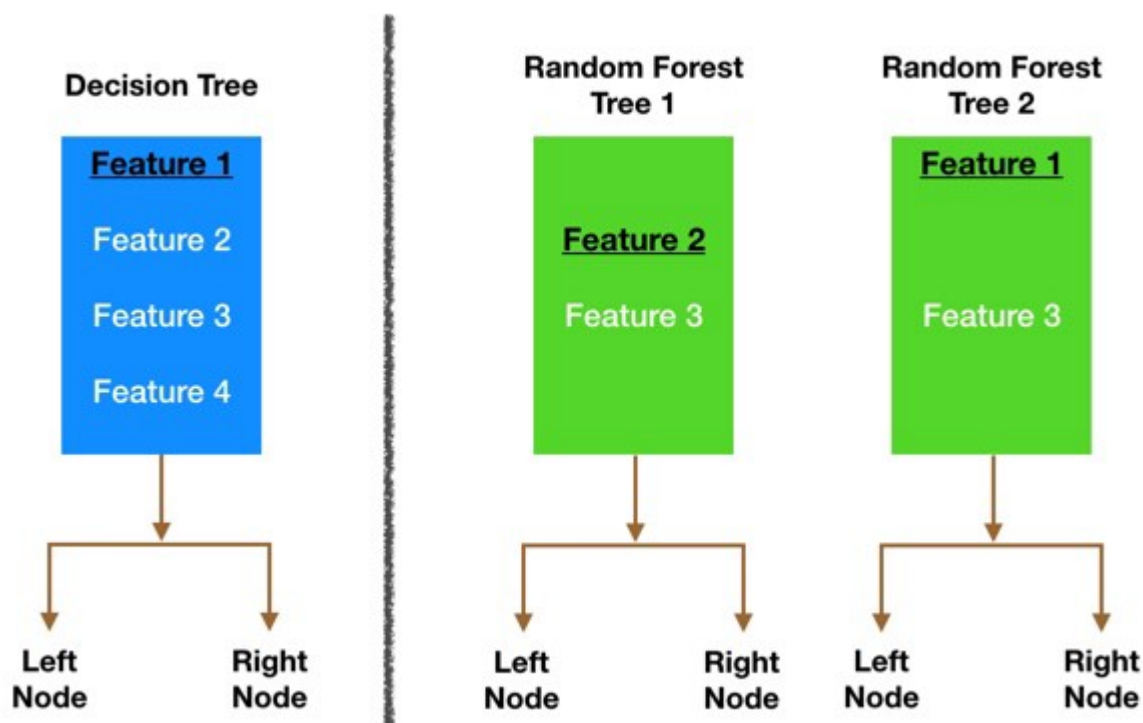 Decision Tree
Feature 1
Feature 2
Feature 3
Feature 4
Left
Node
Right
Node
Random Forest
Tree 1
Feature 2
Feature 3
Left
Node
Right
Node
Random Forest
Tree 2
Feature 1
Feature 3
Left
Node
Right
Node